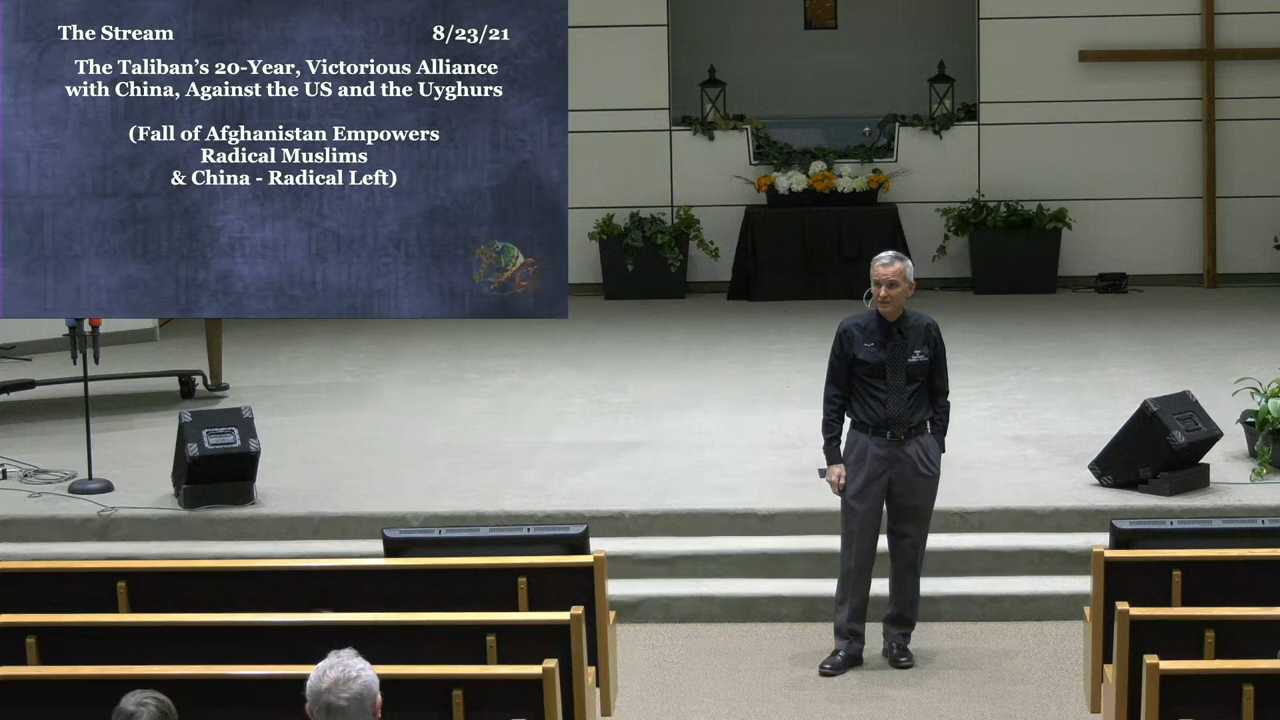 The Stream 8/23/21
The Taliban's 20-Year, Victorious Alliance
with China, Against the US and the Uyghurs
(Fall of Afghanistan Empowers
Radical Muslims
& China - Radical Left)